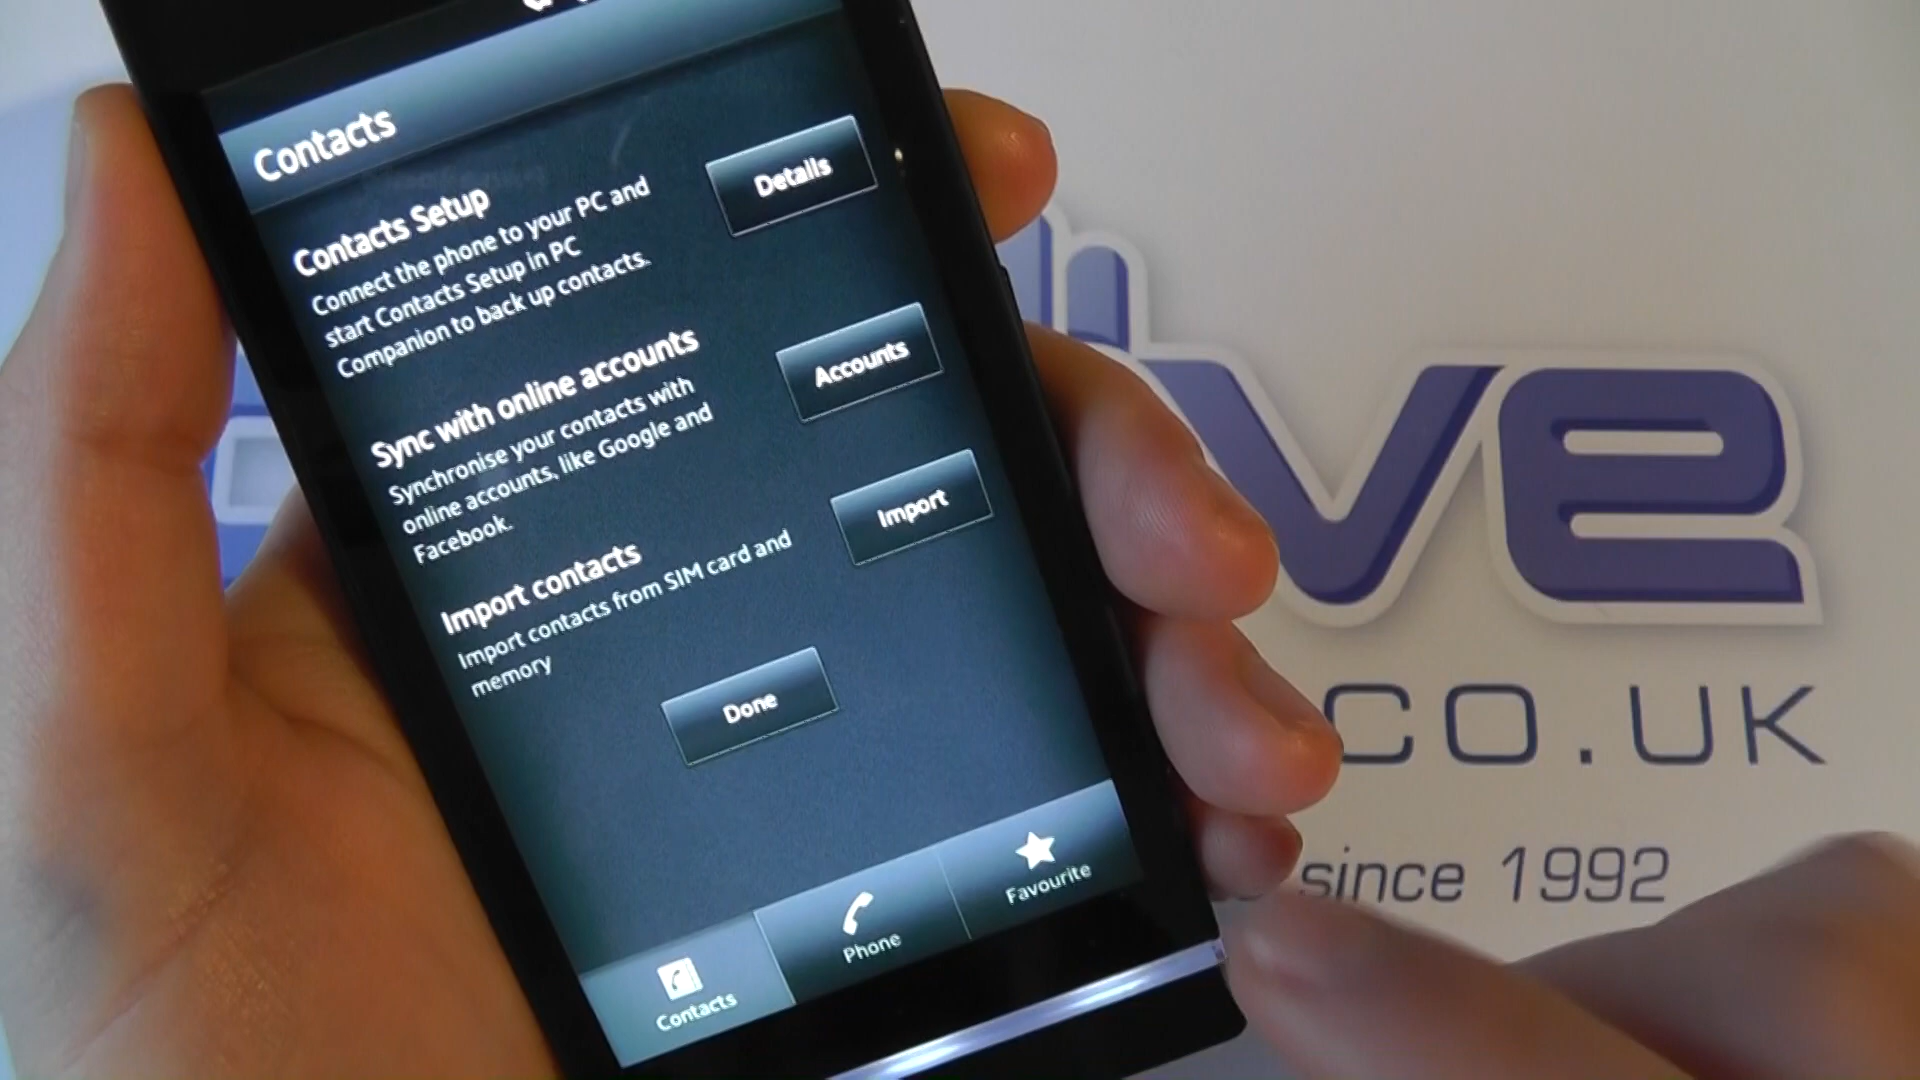 Contacts
Contacts Setup
Connect the phone to your PC and
start Contacts Setup in PC
Companion to back up contacts.
Details
Sync with online accounts
Synchronise your contacts with
online accounts, like Google and
Facebook.
Accounts
Import contacts
Import contacts from SIM card and
memory
Import
Done
Contacts
Phone
Favourite
ve
.CO.UK
since 1992